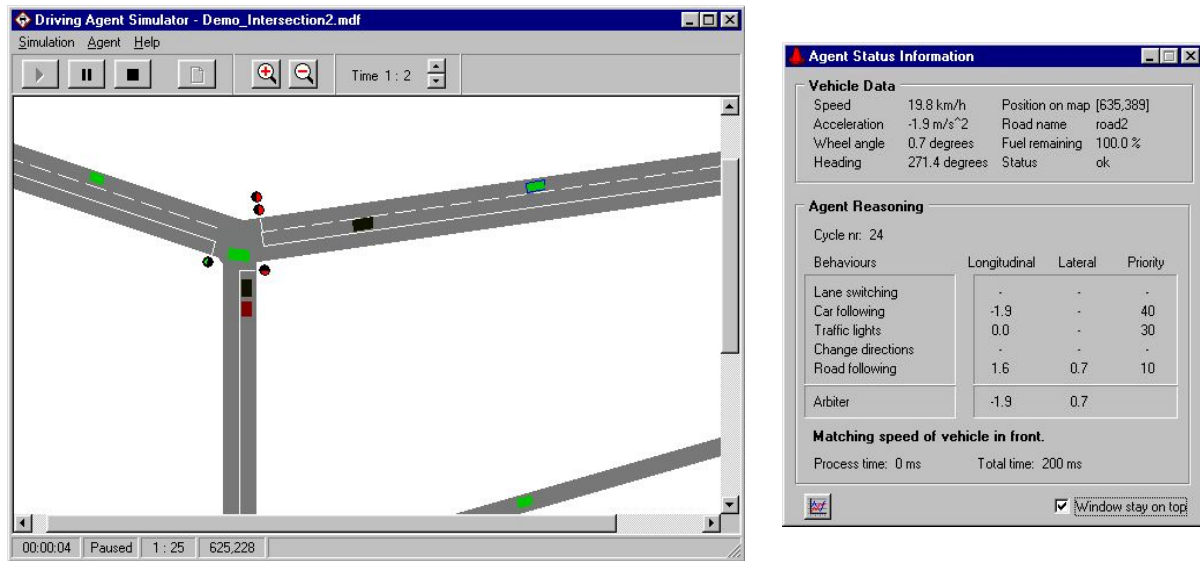 Driving Agent Simulator - Demo_Intersection2.mdf
Simulation Agent Help
Time 1 : 2
00:00:04 Paused 1 : 25 625,228
Agent Status Information
Vehicle Data
Speed 19.8 km/h Position on map [635,389]
Acceleration -1.9 m/s^2 Road name road2
Wheel angle 0.7 degrees Fuel remaining 100.0 %
Heading 271.4 degrees Status ok
Agent Reasoning
Cycle nr: 24
Behaviours Longitudinal Lateral Priority
Lane switching - - -
Car following -1.9 - 40
Traffic lights 0.0 - 30
Change directions - - -
Road following 1.6 0.7 10
Arbiter -1.9 0.7
Matching speed of vehicle in front.
Process time: 0 ms Total time: 200 ms
Window stay on top